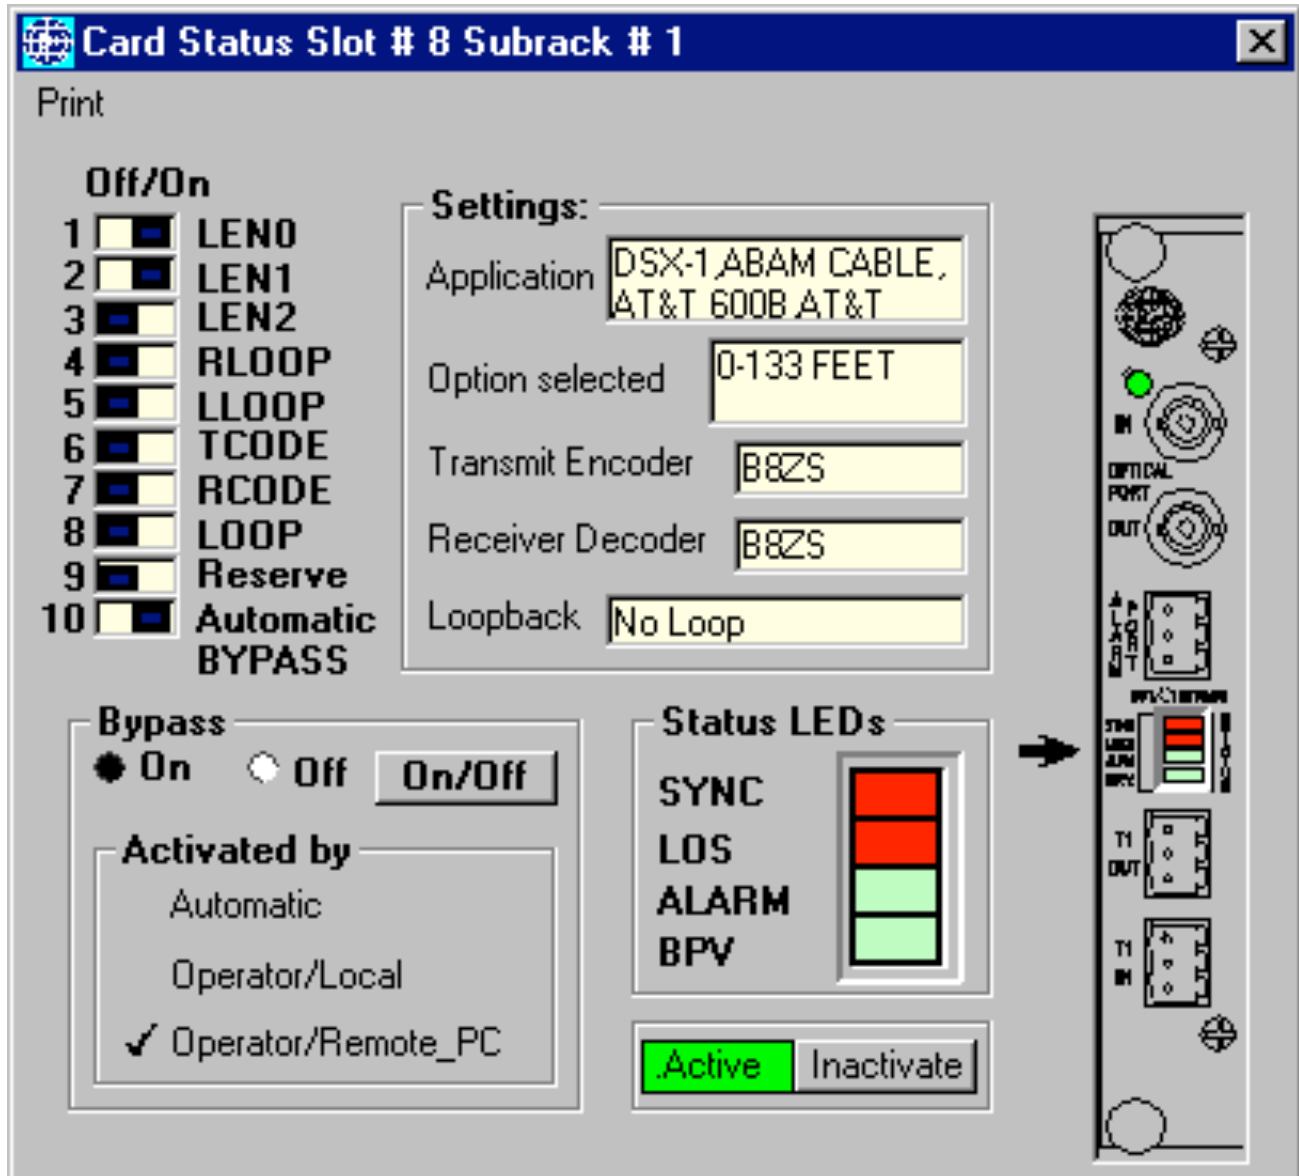 Card Status Slot # 8 Subrack # 1
Print
Off/On
1 LEN0
2 LEN1
3 LEN2
4 RLOOP
5 LLOOP
6 TCODE
7 RCODE
8 LOOP
9 Reserve
10 Automatic
BYPASS
Settings:
Application DSX-1,ABAM CABLE,
AT&T 600B,AT&T
Option selected 0-133 FEET
Transmit Encoder B8ZS
Receiver Decoder B8ZS
Loopback No Loop
Bypass
On Off On/Off
Activated by
Automatic
Operator/Local
✓ Operator/Remote_PC
Status LEDs
SYNC
LOS
ALARM
BPV
.Active Inactivate
IN
OPTICAL
PORT
OUT
ALARM
PORT
T1
OUT
T1
IN